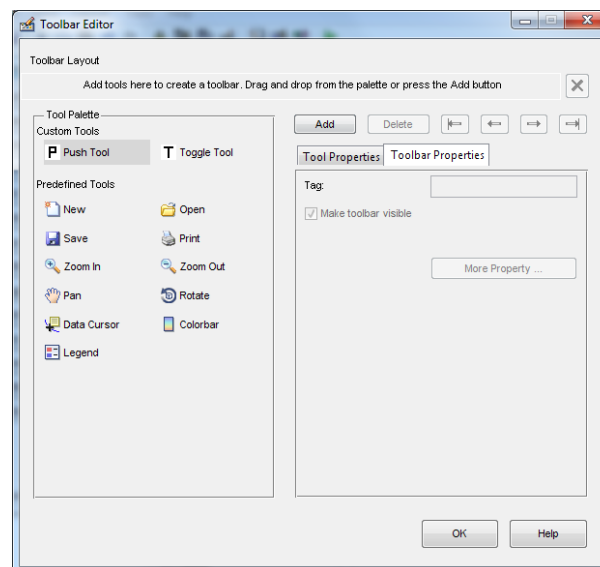 Toolbar Editor
Toolbar Layout
Add tools here to create a toolbar. Drag and drop from the palette or press the Add button
Tool Palette
Custom Tools
P Push Tool
T Toggle Tool
Predefined Tools
New
Open
Save
Print
Zoom In
Zoom Out
Pan
Rotate
Data Cursor
Colorbar
Legend
Add
Delete
Tool Properties
Toolbar Properties
Tag:
Make toolbar visible
More Property ...
OK
Help